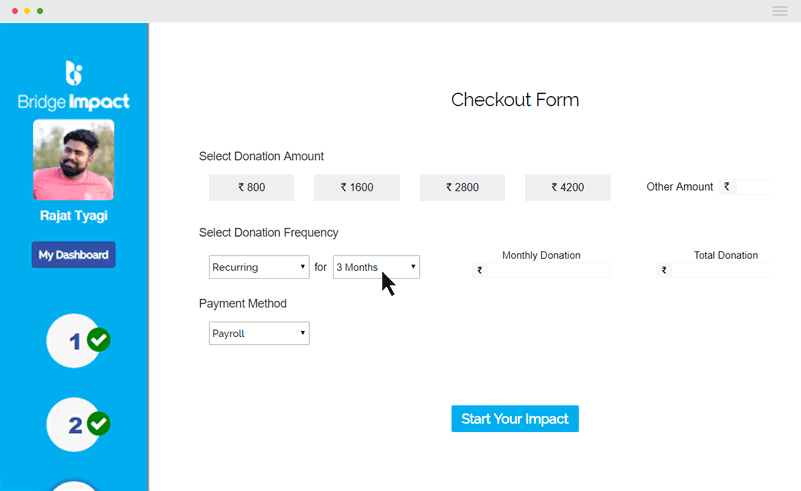 Bridge Impact
Rajat Tyagi
My Dashboard
1
2
Checkout Form
Select Donation Amount
₹ 800 ₹ 1600 ₹ 2800 ₹ 4200 Other Amount ₹
Select Donation Frequency
Monthly Donation Total Donation
Recurring for 3 Months ₹ ₹
Payment Method
Payroll
Start Your Impact